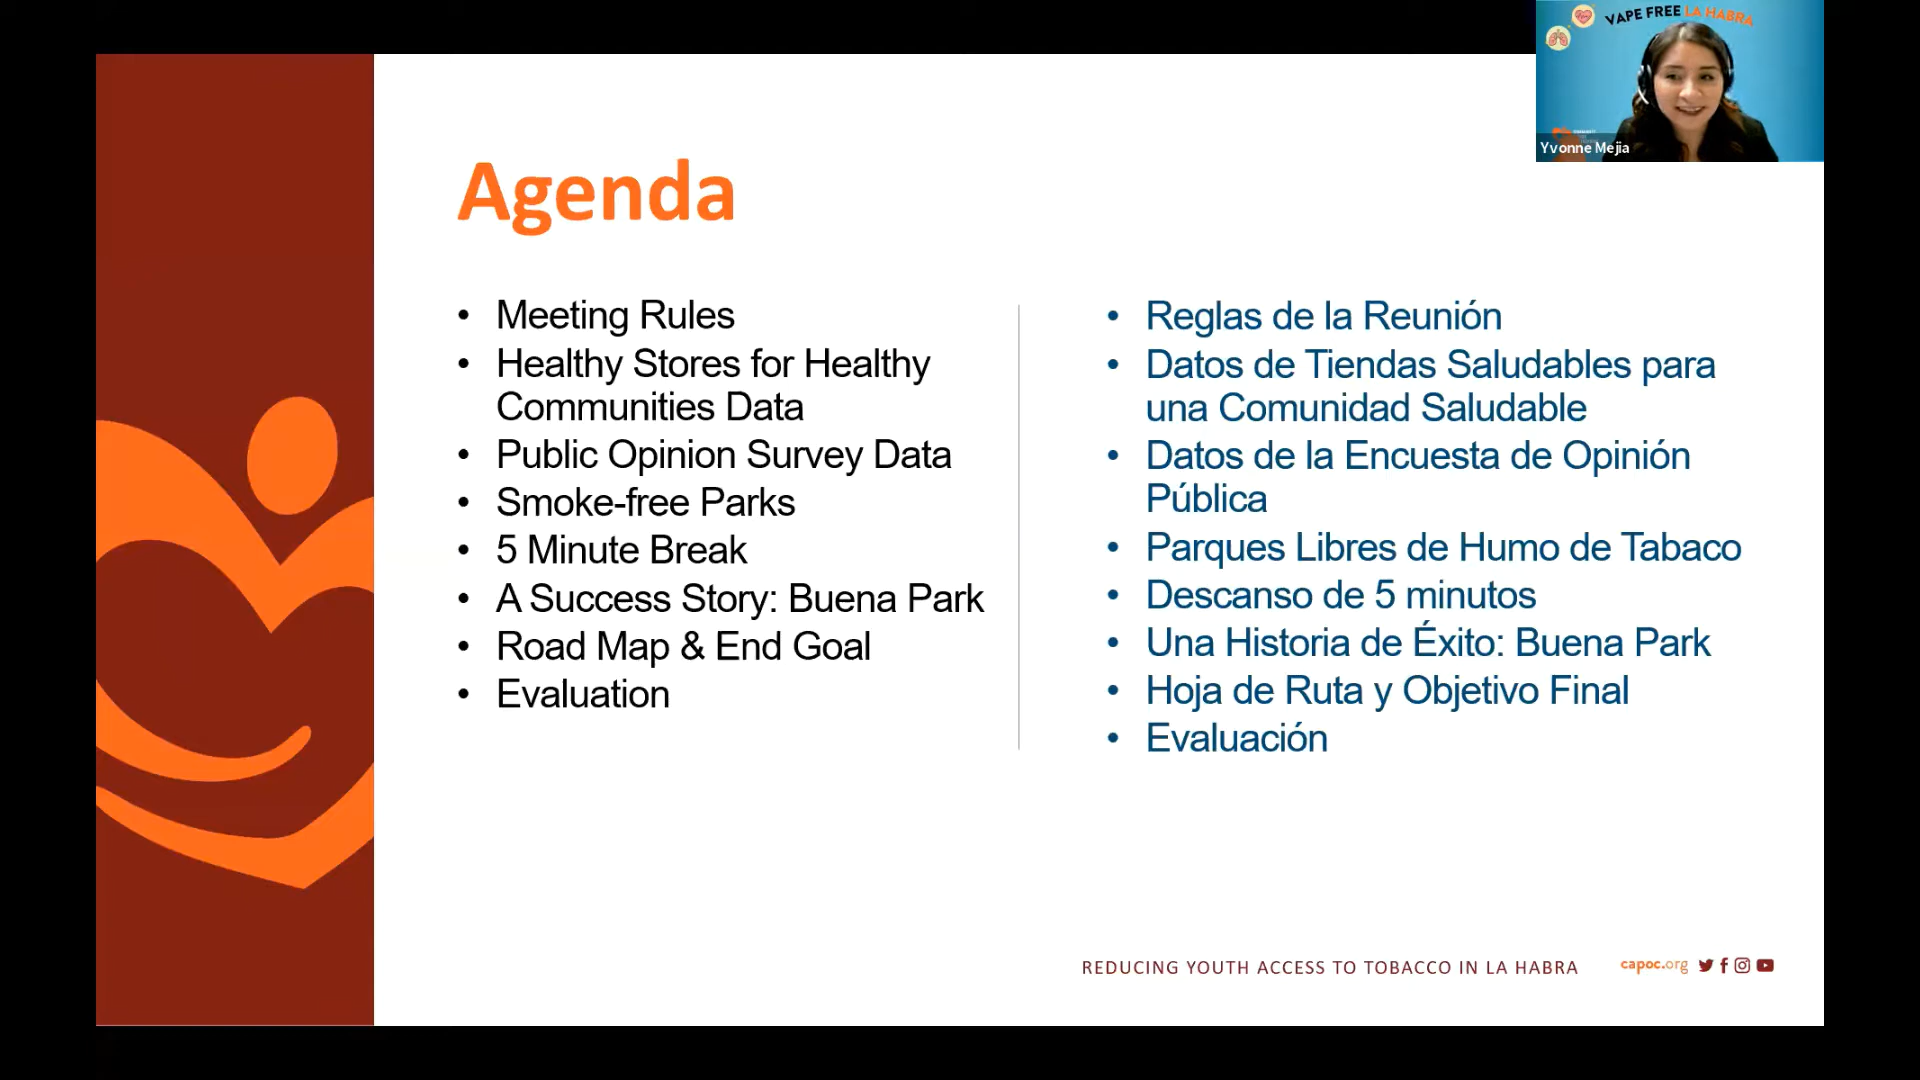 VAPE FREE LA HABRA
Yvonne Mejia
Agenda
• Meeting Rules
• Healthy Stores for Healthy
Communities Data
• Public Opinion Survey Data
• Smoke-free Parks
• 5 Minute Break
• A Success Story: Buena Park
• Road Map & End Goal
• Evaluation
• Reglas de la Reunión
• Datos de Tiendas Saludables para
una Comunidad Saludable
• Datos de la Encuesta de Opinión
Pública
• Parques Libres de Humo de Tabaco
• Descanso de 5 minutos
• Una Historia de Éxito: Buena Park
• Hoja de Ruta y Objetivo Final
• Evaluación
REDUCING YOUTH ACCESS TO TOBACCO IN LA HABRA
capoc.org